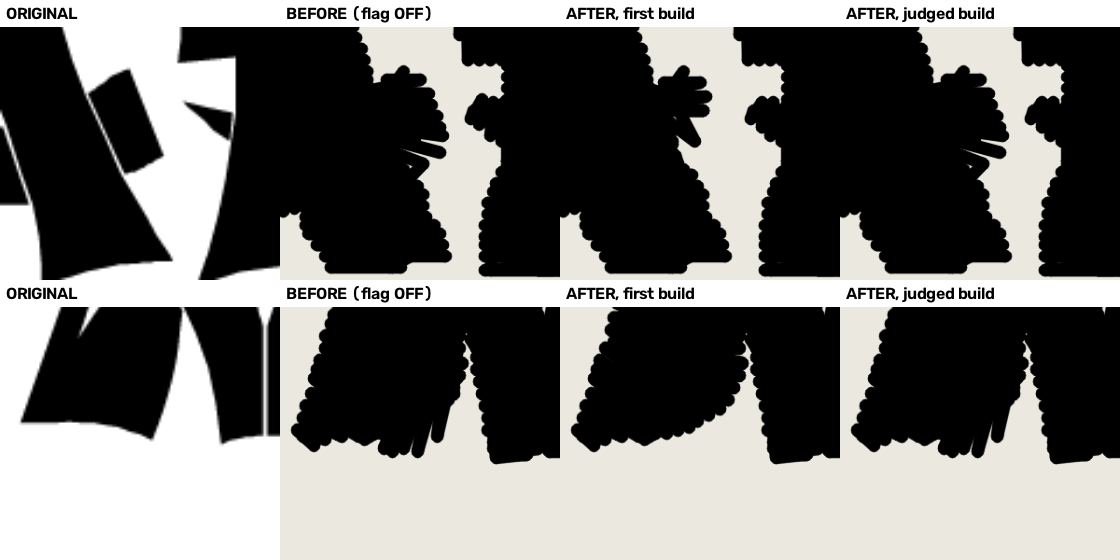 ORIGINAL
BEFORE (flag OFF)
AFTER, first build
AFTER, judged build
ORIGINAL
BEFORE (flag OFF)
AFTER, first build
AFTER, judged build